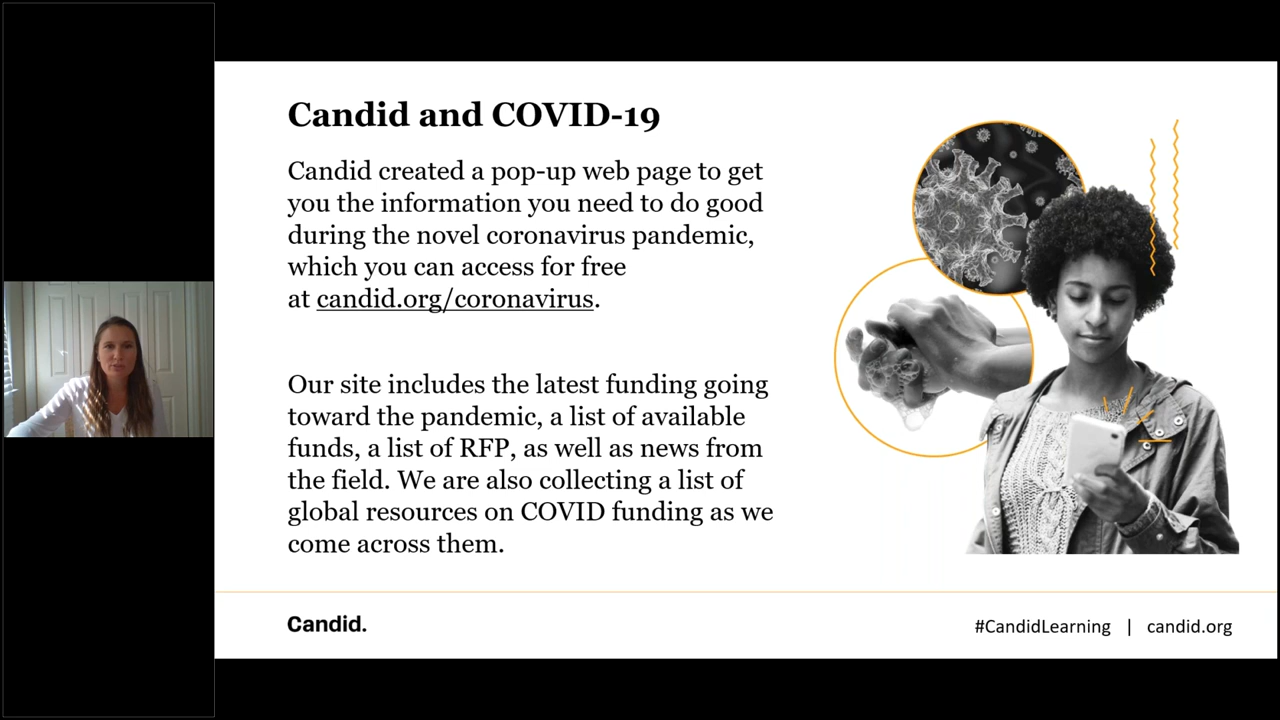 Candid and COVID-19
Candid created a pop-up web page to get
you the information you need to do good
during the novel coronavirus pandemic,
which you can access for free
at candid.org/coronavirus.
Our site includes the latest funding going
toward the pandemic, a list of available
funds, a list of RFP, as well as news from
the field. We are also collecting a list of
global resources on COVID funding as we
come across them.
Candid.
#CandidLearning | candid.org